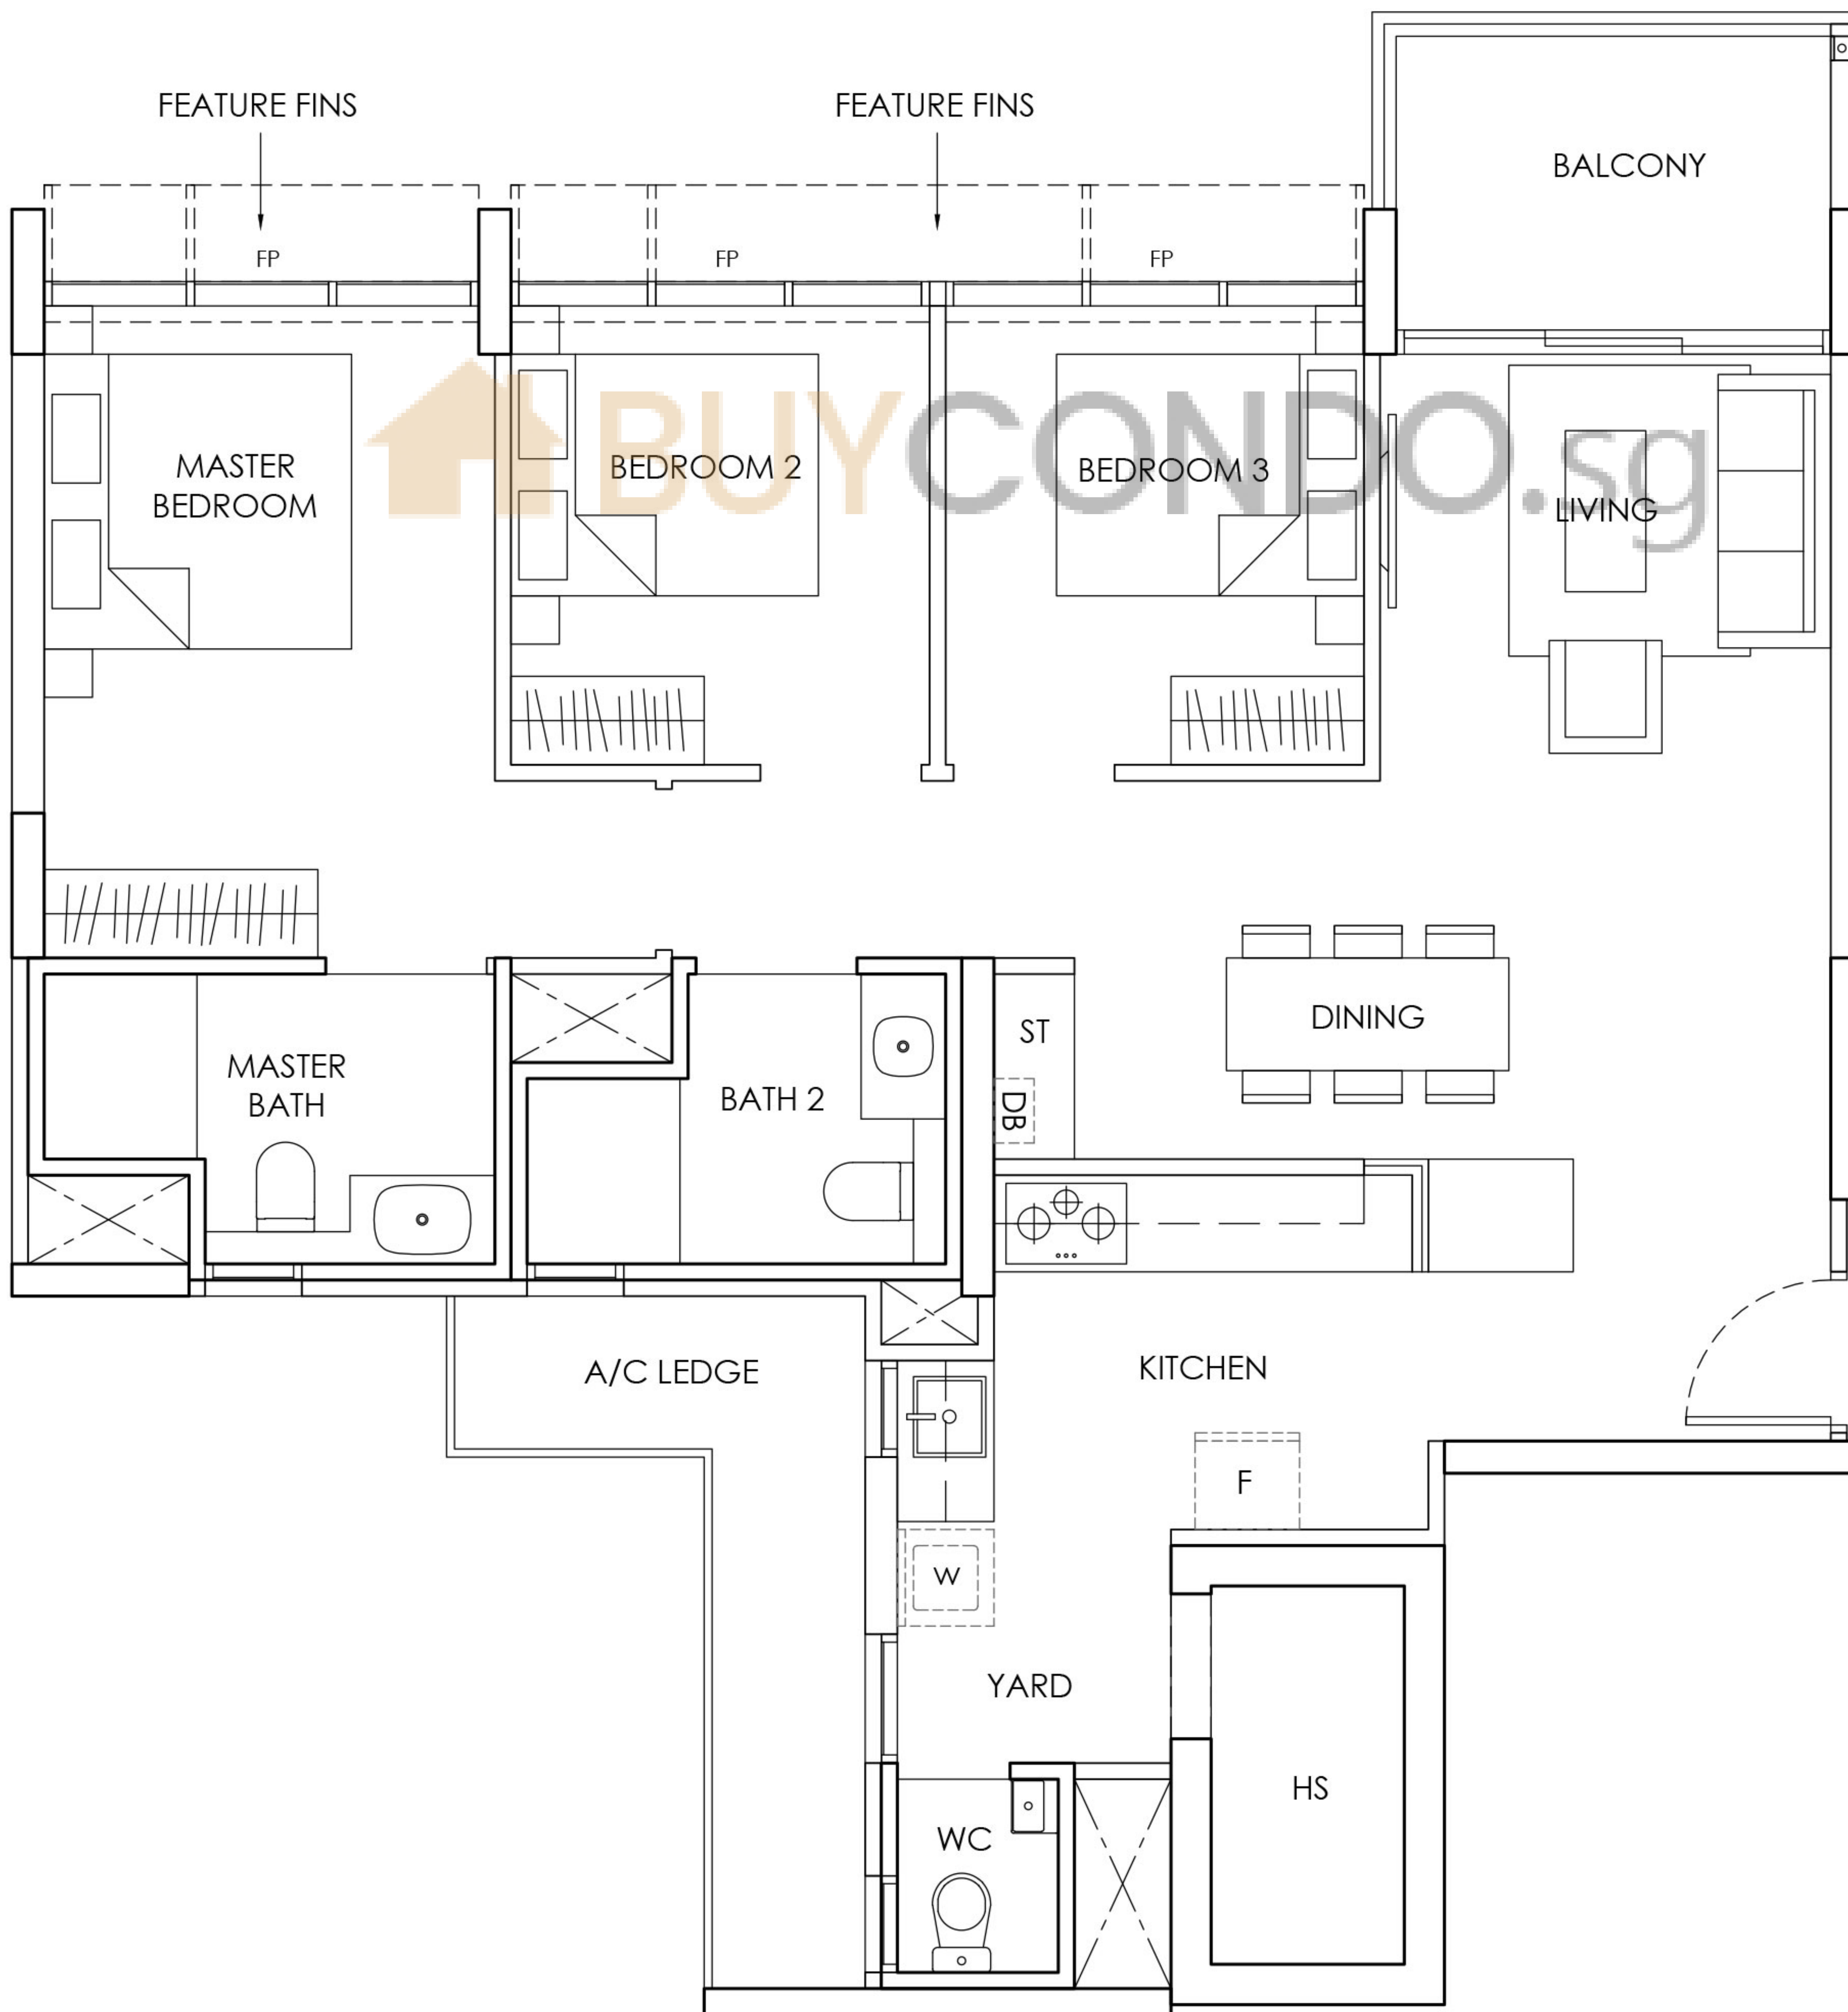 FEATURE FINS
FEATURE FINS
BALCONY
FP
FP
FP
BUYCONDO.sg
MASTER
BEDROOM
BEDROOM 2
BEDROOM 3
LIVING
MASTER
BATH
BATH 2
ST
DB
DINING
A/C LEDGE
KITCHEN
F
W
YARD
WC
HS